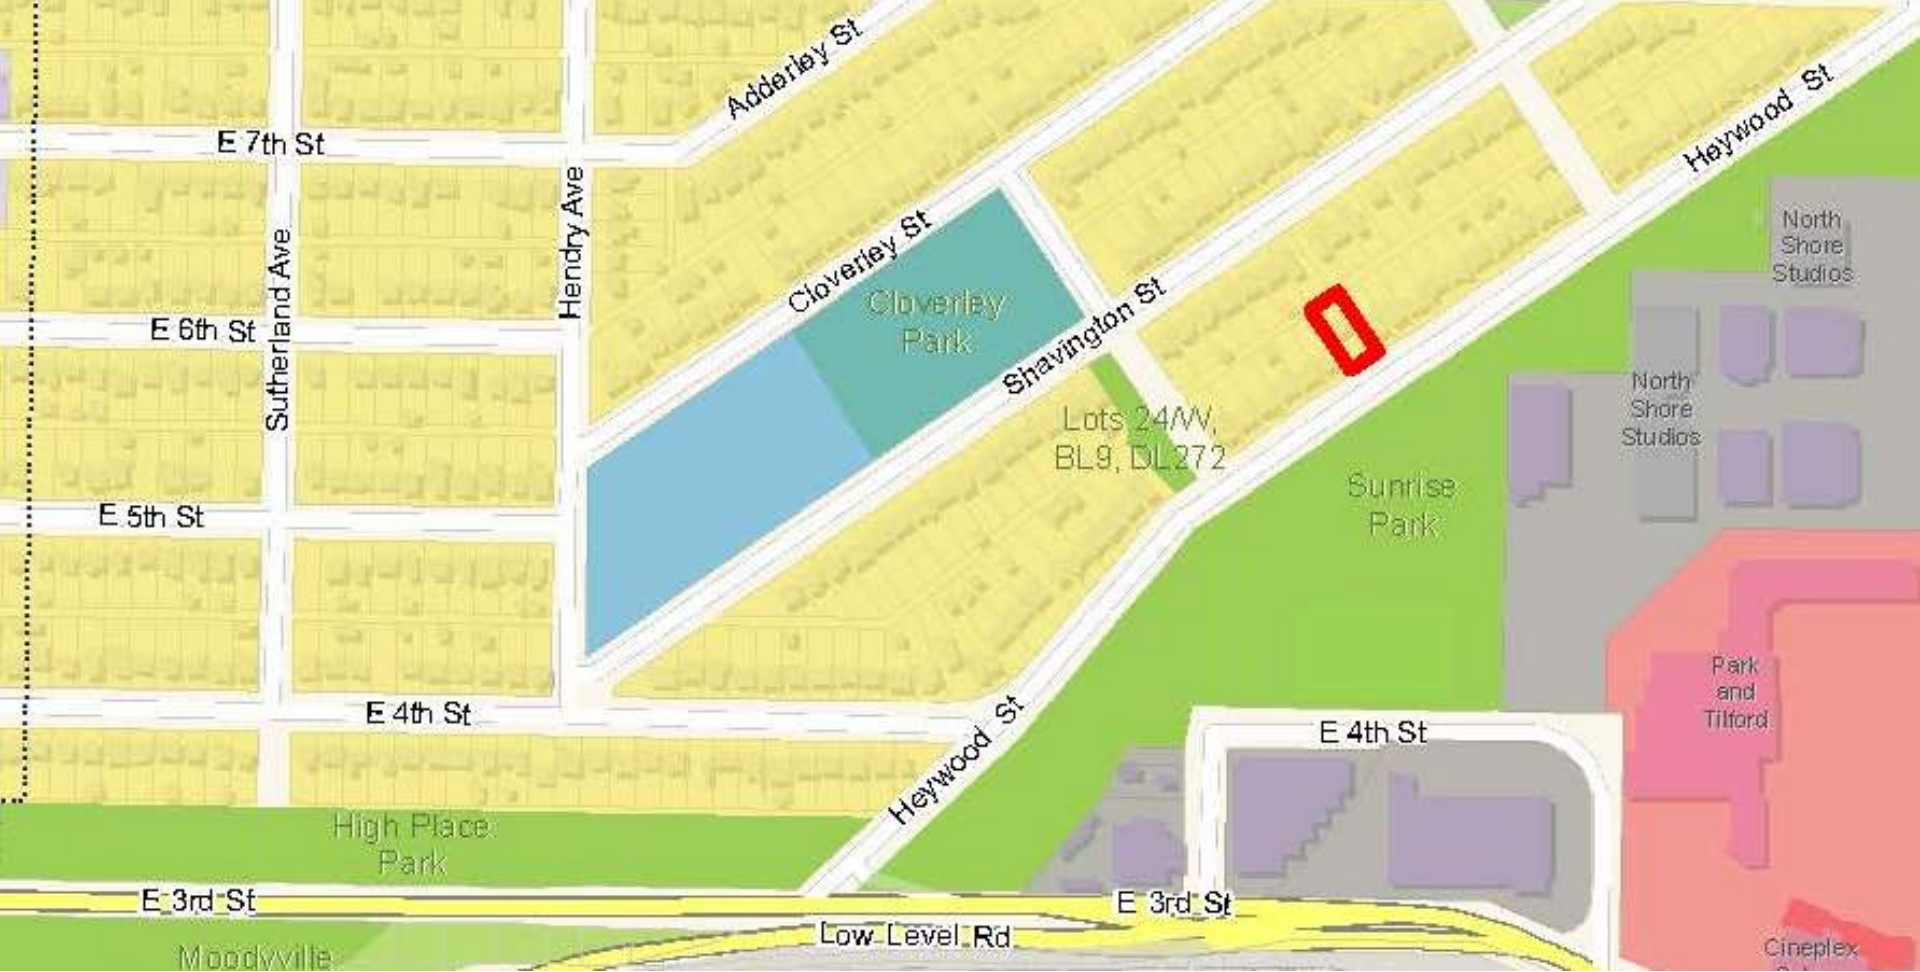 Adderley St
E 7th St
Heywood St
Hendry Ave
Sutherland Ave
Cloverley St
North
Shore
Studios
Cloverley
Park
Shavington St
E 6th St
North
Shore
Studios
Lots 24/W,
BL9, DL272
Sunrise
Park
E 5th St
Park
and
Tilford
E 4th St
Heywood St
E 4th St
High Place
Park
E 3rd St
E 3rd St
Low Level Rd
Moodyville
Cineplex